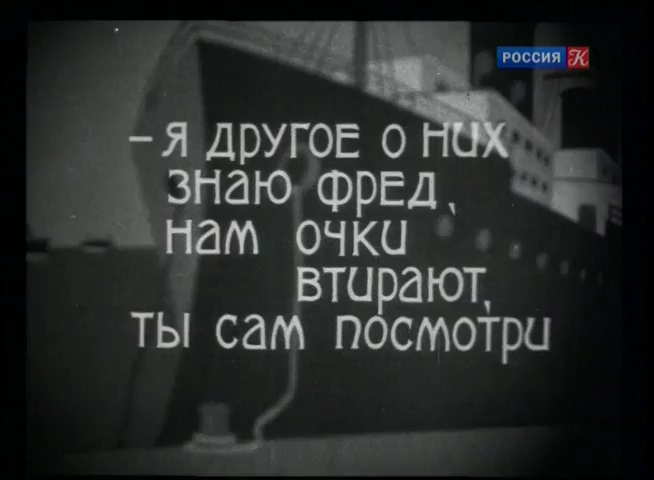 РОССИЯ К
– Я ДРУГОЕ О НИХ
ЗНАЮ ФРЕД,
НАМ ОЧКИ
ВТИРАЮТ,
ТЫ САМ ПОСМОТРИ